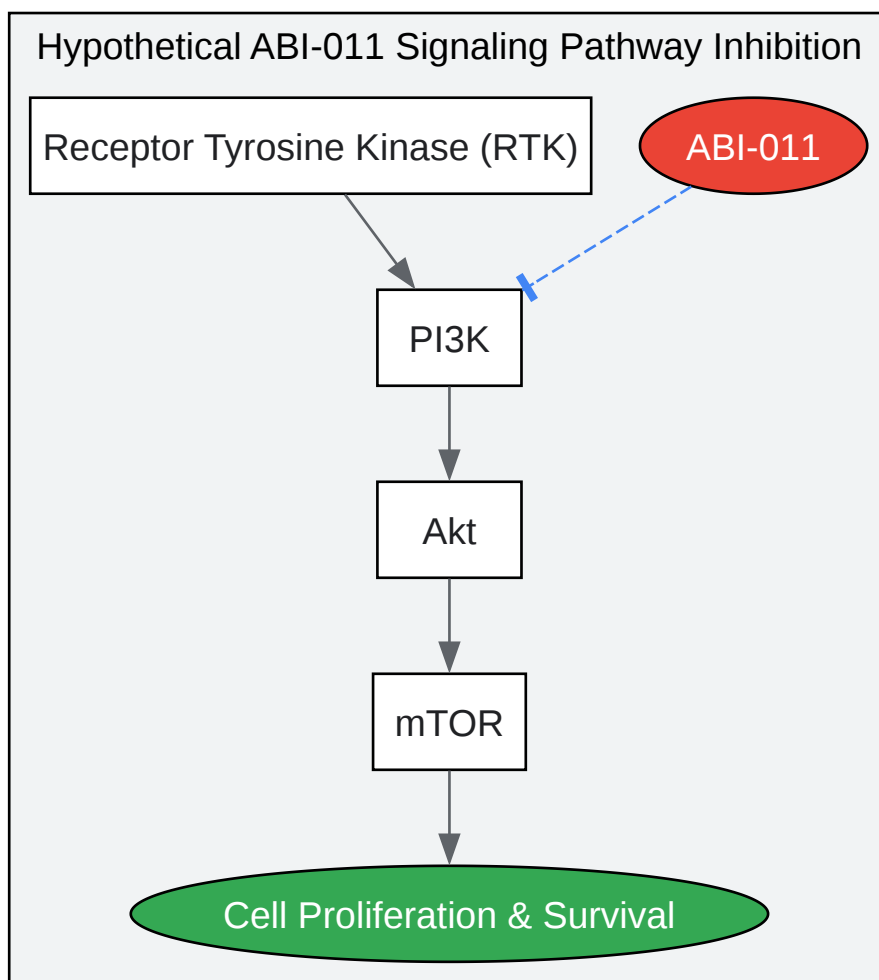 Hypothetical ABI-011 Signaling Pathway Inhibition
Receptor Tyrosine Kinase (RTK)
ABI-011
PI3K
Akt
mTOR
Cell Proliferation & Survival